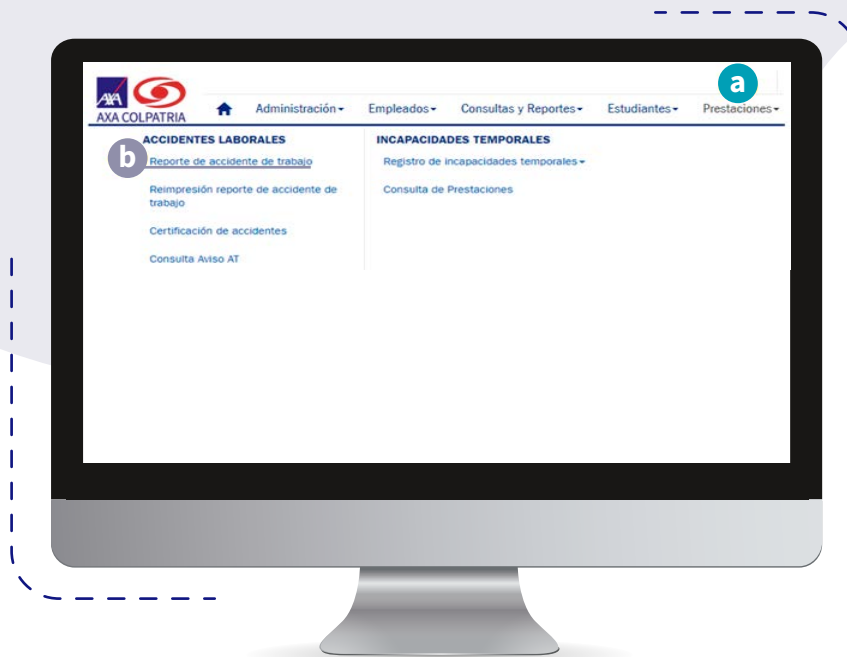 a
AXA
AXA COLPATRIA
Administración
Empleados
Consultas y Reportes
Estudiantes
Prestaciones
ACCIDENTES LABORALES
b
Reporte de accidente de trabajo
Reimpresión reporte de accidente de
trabajo
Certificación de accidentes
Consulta Aviso AT
INCAPACIDADES TEMPORALES
Registro de incapacidades temporales
Consulta de Prestaciones